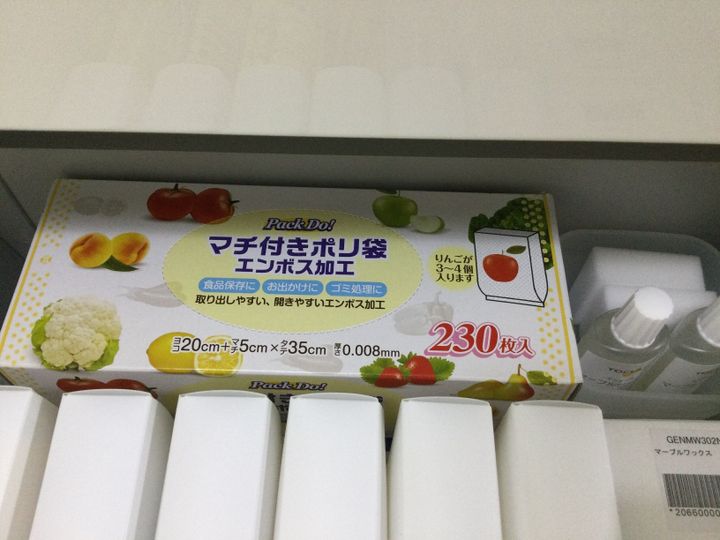 Pack Do!
マチ付きポリ袋
エンボス加工
食品保存に お出かけに ゴミ処理に
取り出しやすい、開きやすいエンボス加工
りんごが
3〜4個
入ります
ヨコ20cm+マチ5cm×タテ35cm 厚さ0.008mm
230枚入
Pack Do!
GENMW302N
マーブルワックス